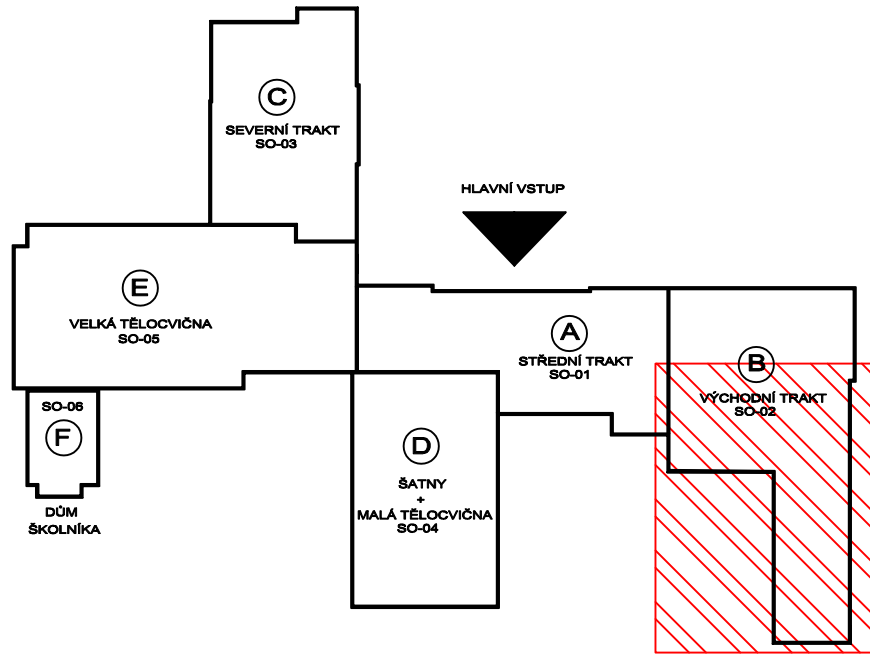 C
SEVERNÍ TRAKT
SO-03
HLAVNÍ VSTUP
E
VELKÁ TĚLOCVIČNA
SO-05
A
STŘEDNÍ TRAKT
SO-01
B
VÝCHODNÍ TRAKT
SO-02
SO-06
F
DŮM
ŠKOLNÍKA
D
ŠATNY
+
MALÁ TĚLOCVIČNA
SO-04